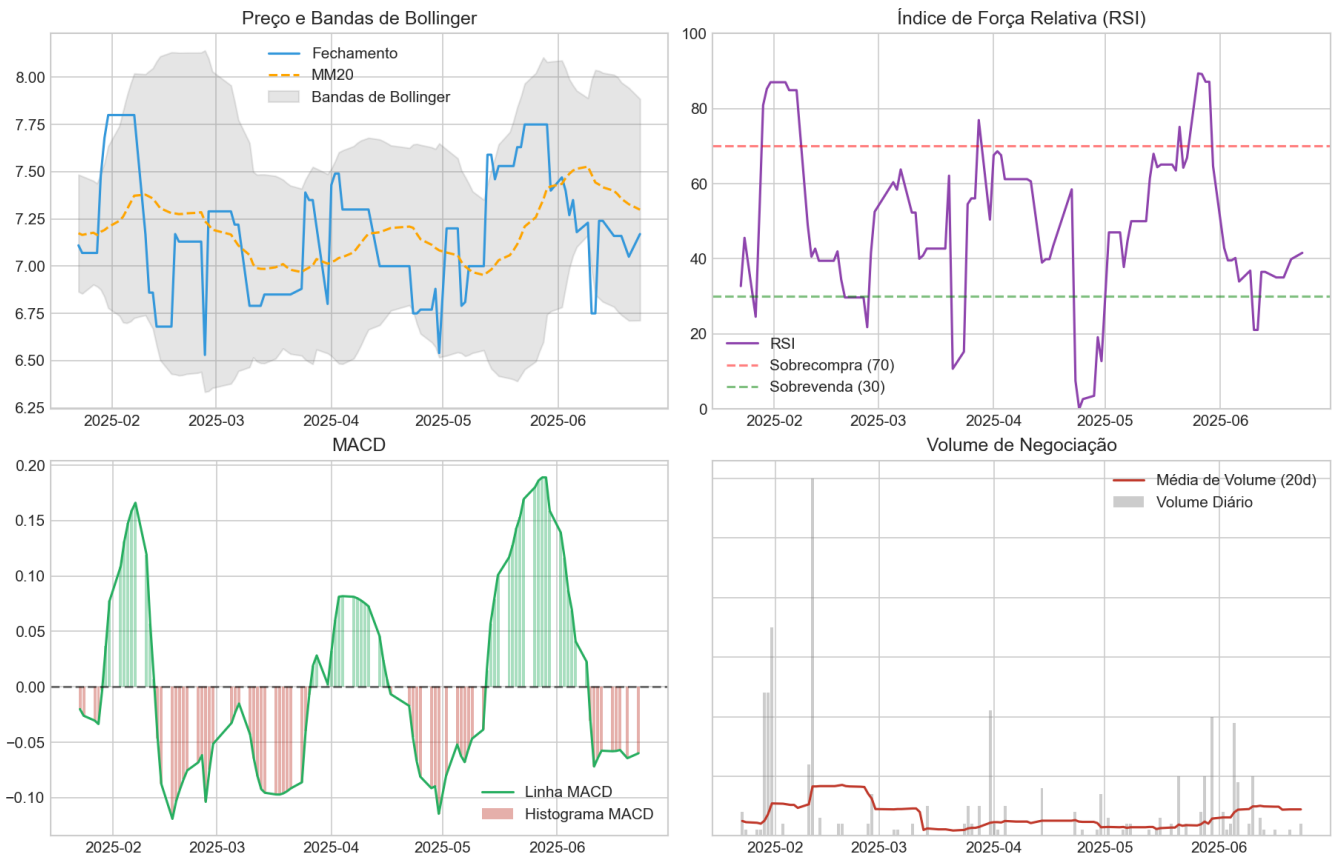 Preço e Bandas de Bollinger
Fechamento
MM20
Bandas de Bollinger
8.00
7.75
7.50
7.25
7.00
6.75
6.50
6.25
2025-02 2025-03 2025-04 2025-05 2025-06
Índice de Força Relativa (RSI)
100
80
60
40
20
0
RSI
Sobrecompra (70)
Sobrevenda (30)
2025-02 2025-03 2025-04 2025-05 2025-06
MACD
0.20
0.15
0.10
0.05
0.00
−0.05
−0.10
Linha MACD
Histograma MACD
2025-02 2025-03 2025-04 2025-05 2025-06
Volume de Negociação
Média de Volume (20d)
Volume Diário
2025-02 2025-03 2025-04 2025-05 2025-06